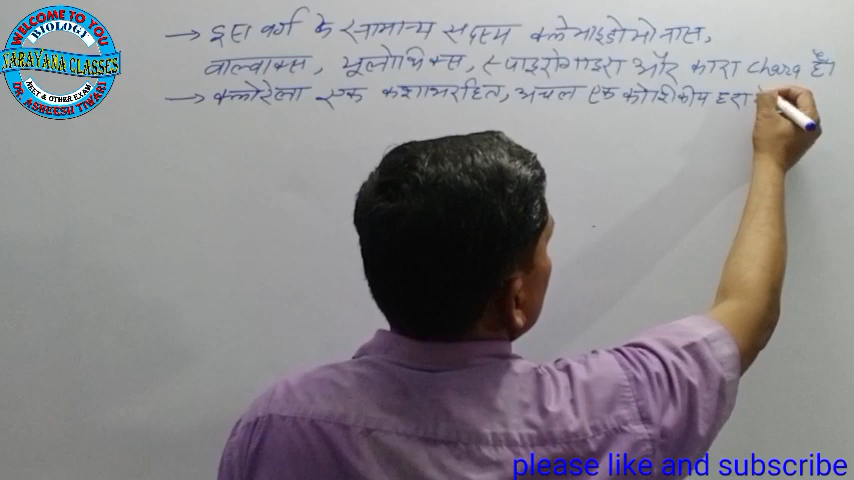 WELCOME TO YOU
BIOLOGY
NARAYANA CLASSES
NEET & OTHER EXAM
DR. ASHEESH TIWARI
→ इस वर्ग के सामान्य सदस्य क्लेमाइडोमोनास,
वाल्वाक्स, यूलोथ्रिक्स, स्पाइरोगाइरा और कारा chara हैं।
→ क्लोरेला एक कशाभरहित, अचल एक कोशिकीय हरा
please like and subscribe